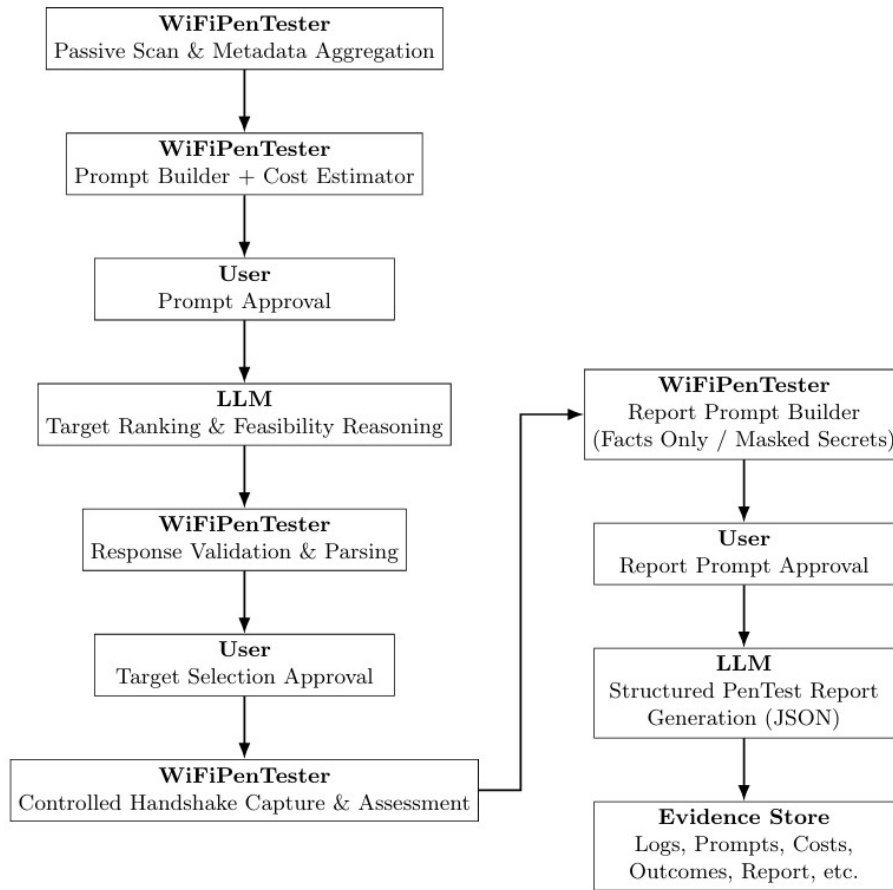 WiFiPenTester
Passive Scan & Metadata Aggregation
WiFiPenTester
Prompt Builder + Cost Estimator
User
Prompt Approval
LLM
Target Ranking & Feasibility Reasoning
WiFiPenTester
Response Validation & Parsing
User
Target Selection Approval
WiFiPenTester
Controlled Handshake Capture & Assessment
WiFiPenTester
Report Prompt Builder
(Facts Only / Masked Secrets)
User
Report Prompt Approval
LLM
Structured PenTest Report
Generation (JSON)
Evidence Store
Logs, Prompts, Costs,
Outcomes, Report, etc.